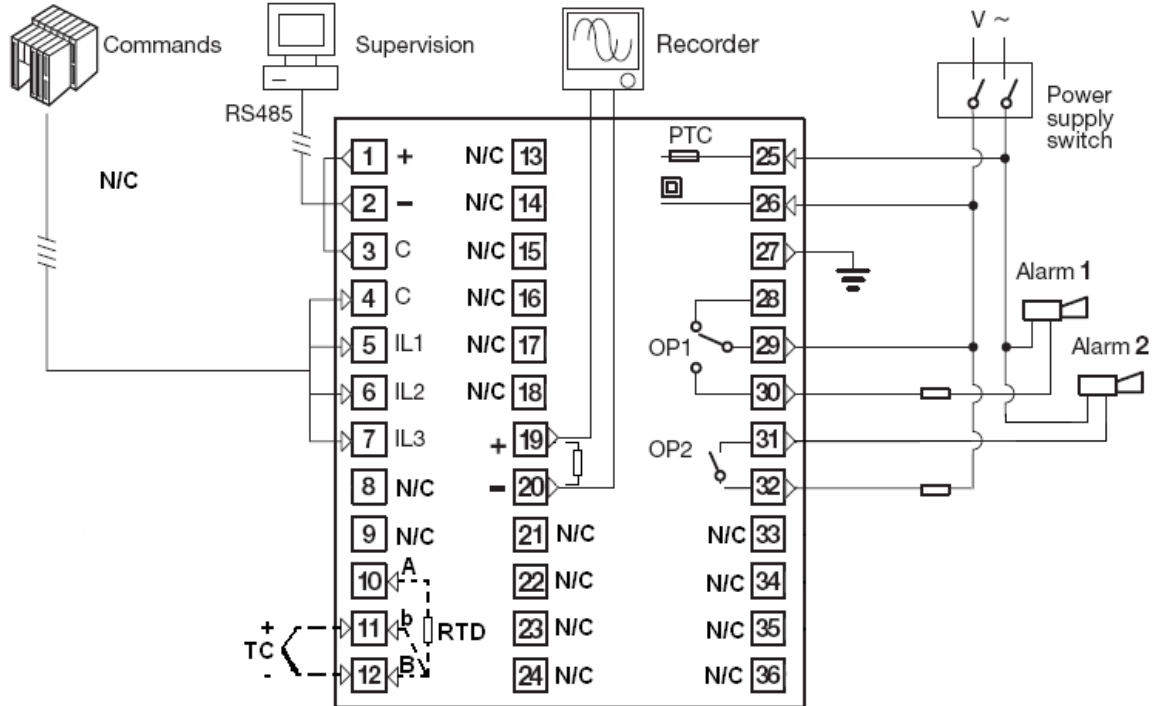 V ~
Commands
Supervision
Recorder
RS485
Power
supply
switch
N/C
1 + N/C 13 PTC 25
2 − N/C 14 26
3 C N/C 15 27
4 C N/C 16 28
Alarm 1
5 IL1 N/C 17 OP1 29
Alarm 2
6 IL2 N/C 18 30
7 IL3 + 19 OP2 31
8 N/C − 20 32
9 N/C 21 N/C N/C 33
10 A 22 N/C N/C 34
+ 11 b RTD 23 N/C N/C 35
TC
- 12 B 24 N/C N/C 36